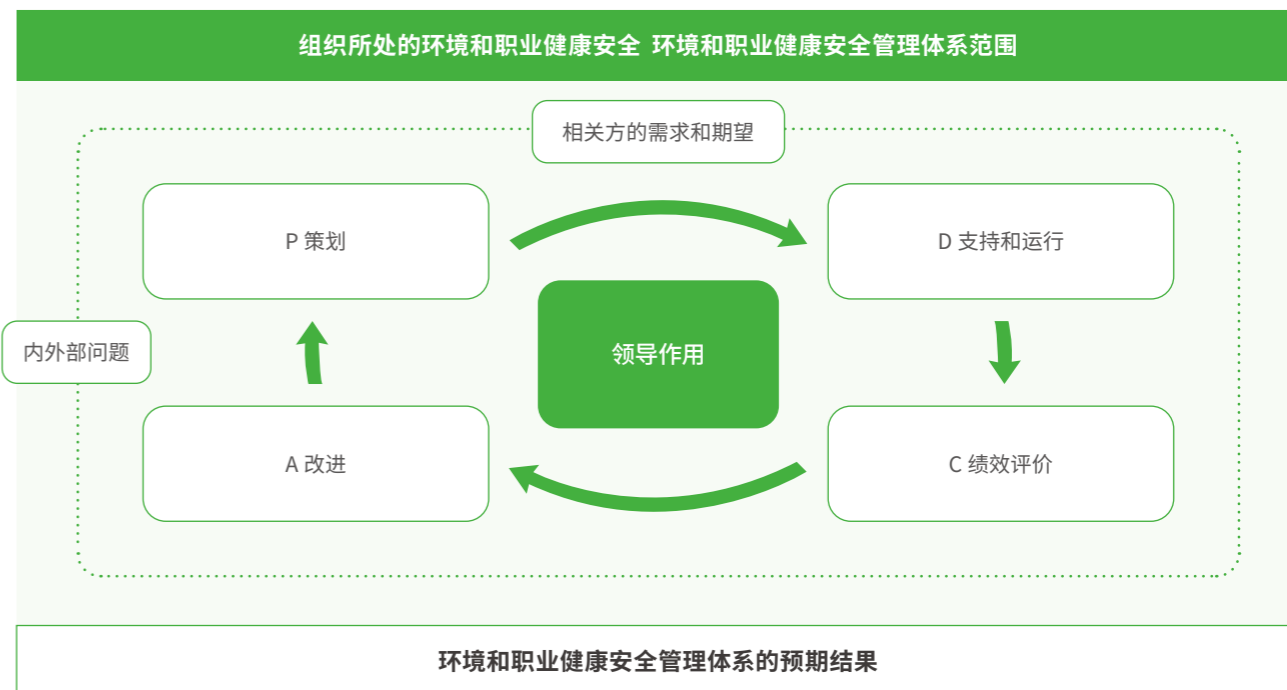 组织所处的环境和职业健康安全 环境和职业健康安全管理体系范围
相关方的需求和期望
P 策划
D 支持和运行
内外部问题
领导作用
A 改进
C 绩效评价
环境和职业健康安全管理体系的预期结果